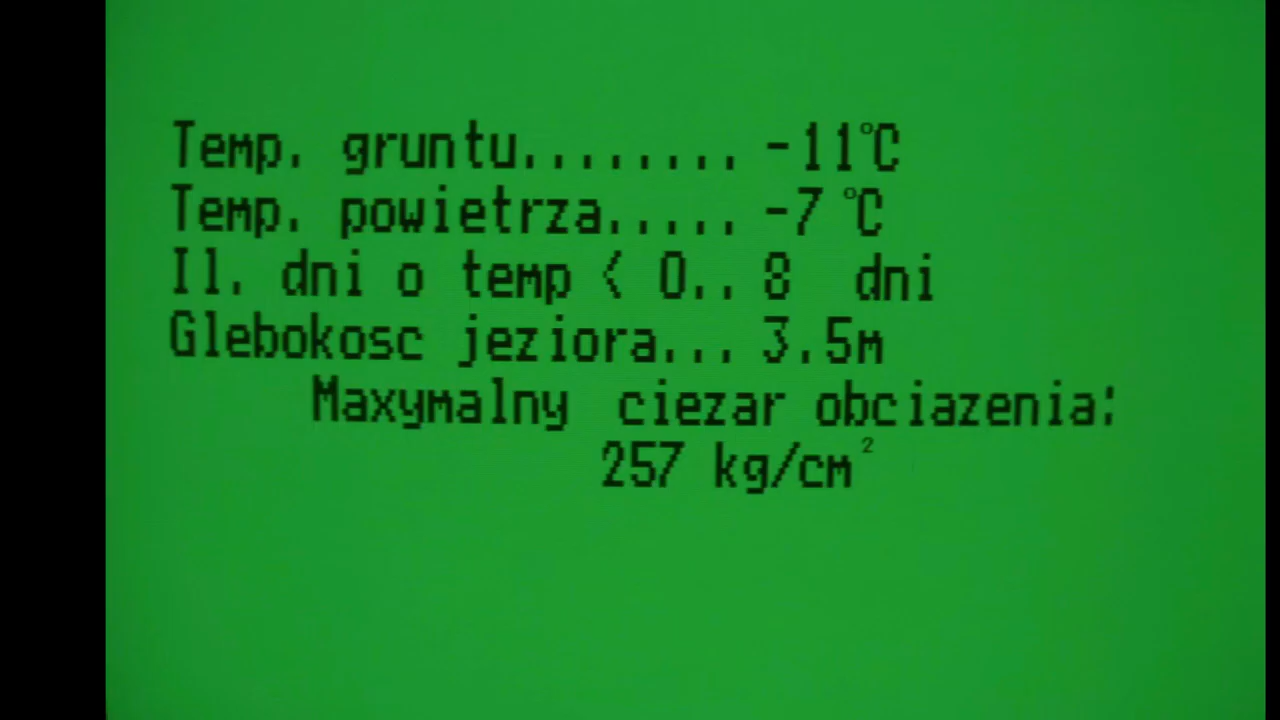 Temp. gruntu........ -11°C
Temp. powietrza..... -7 °C
Il. dni o temp < 0.. 8 dni
Glebokosc jeziora... 3.5m
Maxymalny ciezar obciazenia:
257 kg/cm²